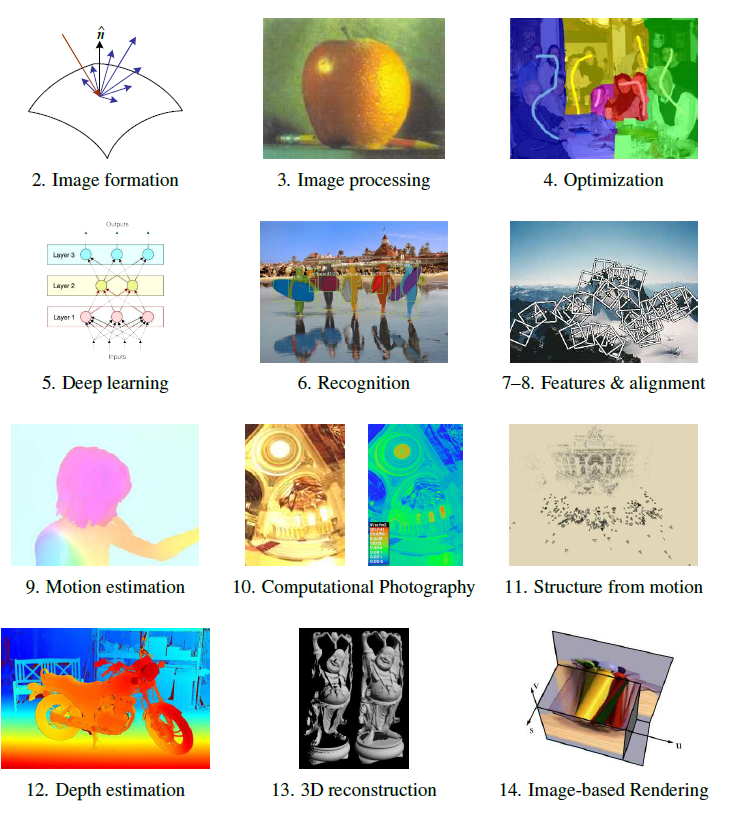 n̂
2. Image formation
3. Image processing
4. Optimization
Outputs
Layer 3
Layer 2
Layer 1
Inputs
5. Deep learning
6. Recognition
7–8. Features & alignment
9. Motion estimation
10. Computational Photography
11. Structure from motion
12. Depth estimation
13. 3D reconstruction
v
s
u
14. Image-based Rendering